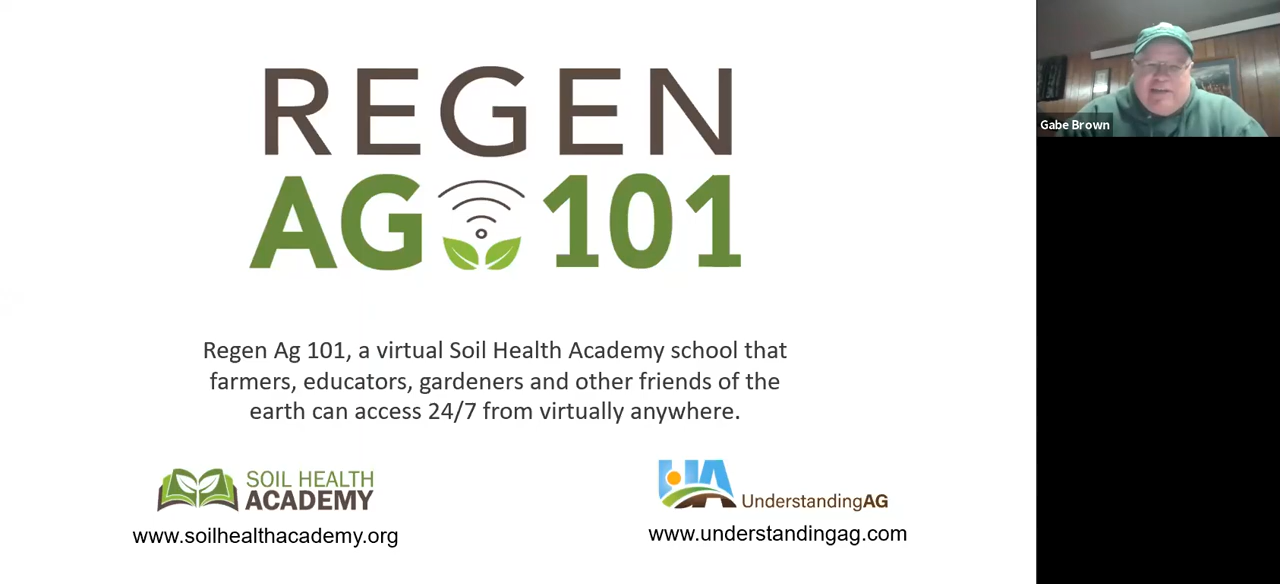 REGEN
AG 101
Regen Ag 101, a virtual Soil Health Academy school that
farmers, educators, gardeners and other friends of the
earth can access 24/7 from virtually anywhere.
SOIL HEALTH
ACADEMY
www.soilhealthacademy.org
UA
UnderstandingAG
www.understandingag.com
Gabe Brown